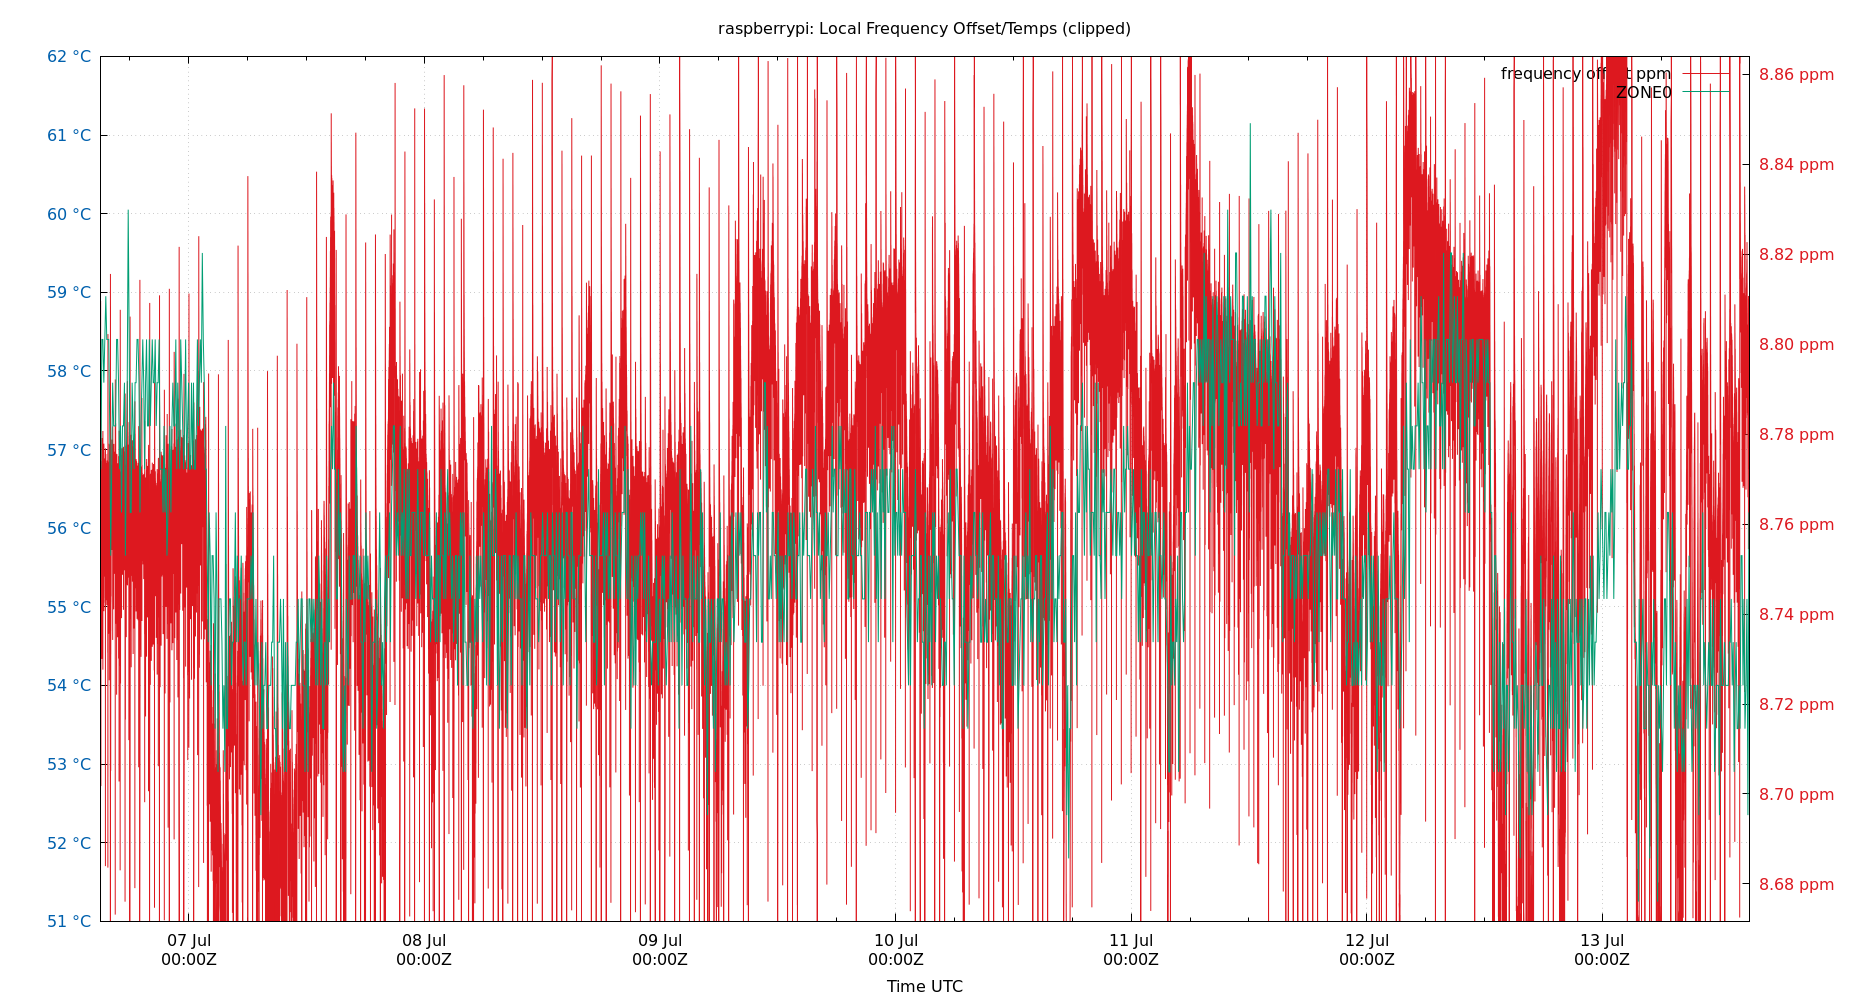 raspberrypi: Local Frequency Offset/Temps (clipped)
62 °C
61 °C
60 °C
59 °C
58 °C
57 °C
56 °C
55 °C
54 °C
53 °C
52 °C
51 °C
frequency off t ppm
ZONE0
8.86 ppm
8.84 ppm
8.82 ppm
8.80 ppm
8.78 ppm
8.76 ppm
8.74 ppm
8.72 ppm
8.70 ppm
8.68 ppm
07 Jul 08 Jul 09 Jul 10 Jul 11 Jul 12 Jul 13 Jul
00:00Z 00:00Z 00:00Z 00:00Z 00:00Z 00:00Z 00:00Z
Time UTC